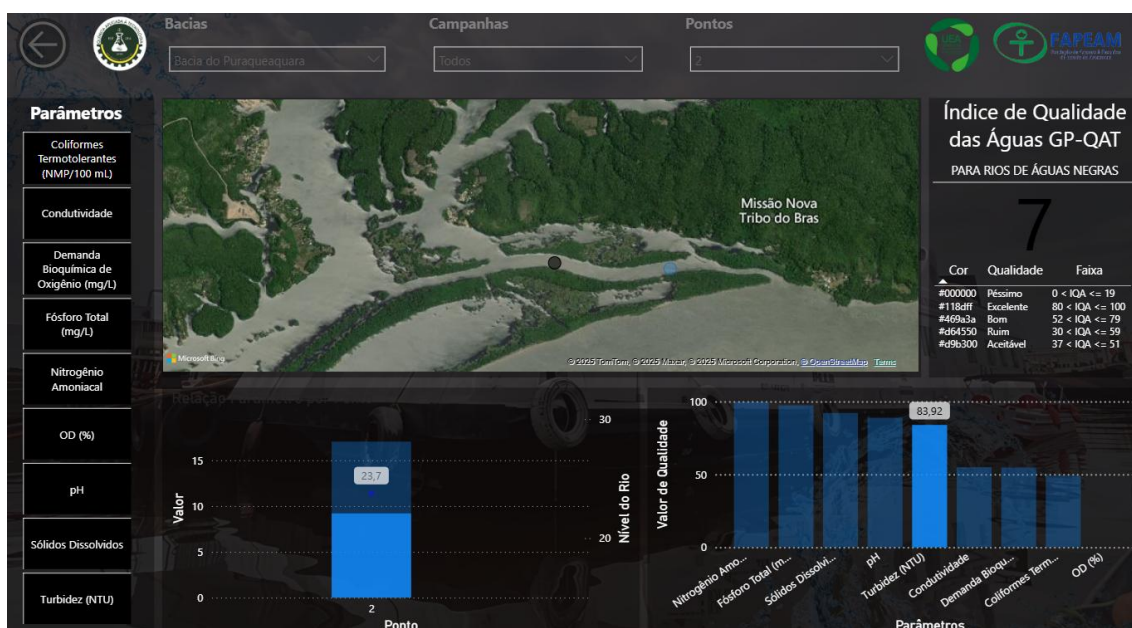 Bacias
Campanhas
Pontos
Bacia do Puraqueaquara
Todos
2
UEA
FAPEAM
Parâmetros
Coliformes
Termotolerantes
(NMP/100 mL)
Condutividade
Demanda
Bioquímica de
Oxigênio (mg/L)
Fósforo Total
(mg/L)
Nitrogênio
Amoniacal
OD (%)
pH
Sólidos Dissolvidos
Turbidez (NTU)
Missão Nova
Tribo do Bras
Microsoft Bing
© 2025 TomTom, © 2025 Maxar, © 2025 Microsoft Corporation, © OpenStreetMap Terms
Índice de Qualidade
das Águas GP-QAT
PARA RIOS DE ÁGUAS NEGRAS
7
Cor Qualidade Faixa
#000000 Péssimo 0 < IQA <= 19
#118dff Excelente 80 < IQA <= 100
#469a3a Bom 52 < IQA <= 79
#d64550 Ruim 30 < IQA <= 59
#d9b300 Aceitável 37 < IQA <= 51
Relação Parâmetro
Valor
15
10
5
0
23,7
30
20
Nível do Rio
2
Ponto
Valor de Qualidade
100
50
0
83,92
Nitrogênio Amo...
Fósforo Total (m...
Sólidos Dissolvi...
pH
Turbidez (NTU)
Condutividade
Demanda Bioqu...
Coliformes Term...
OD (%)
Parâmetros